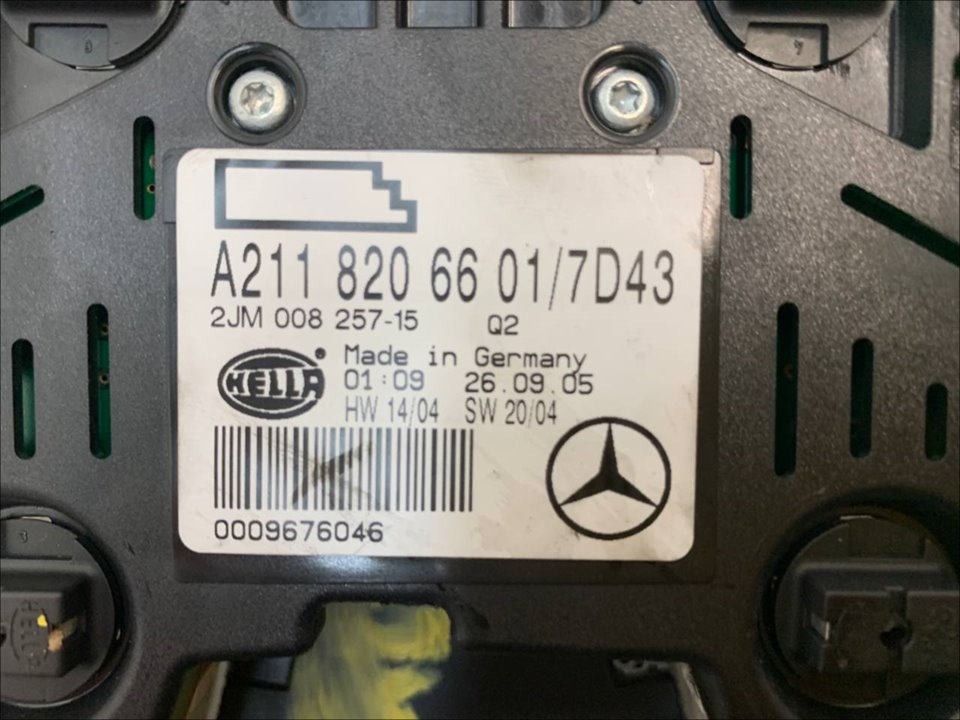 A211 820 66 01/7D43
2JM 008 257-15 Q2
HELLA®
Made in Germany
01:09 26.09.05
HW 14/04 SW 20/04
0009676046
HELLA